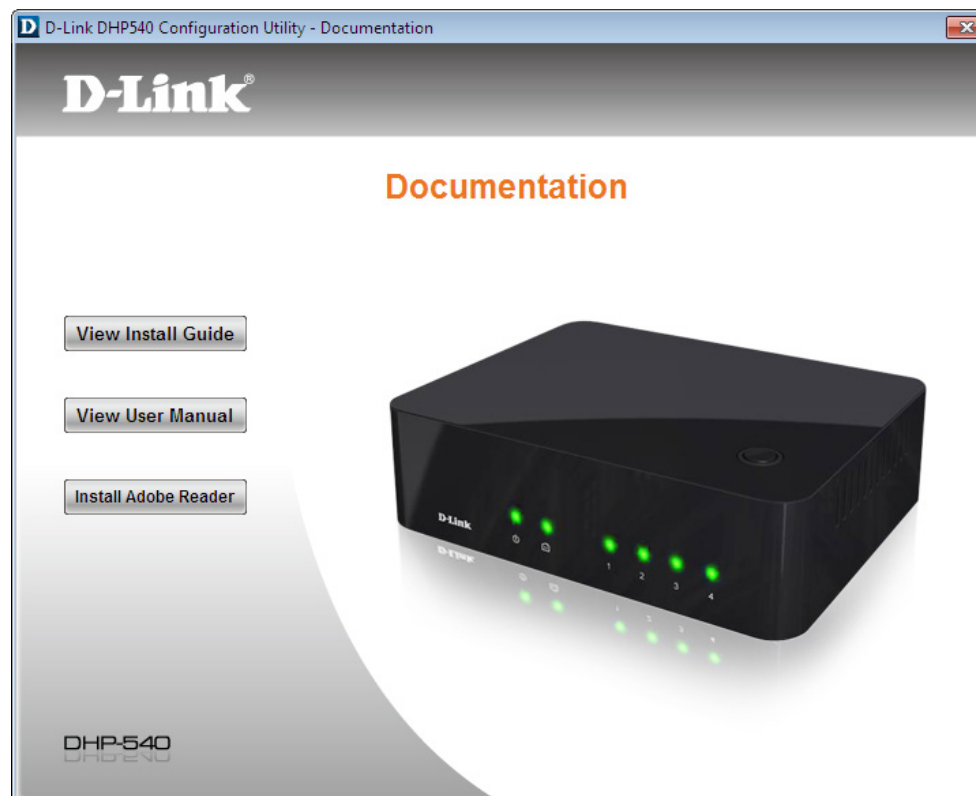 D-Link DHP540 Configuration Utility - Documentation
D-Link®
Documentation
View Install Guide
View User Manual
Install Adobe Reader
D-Link
1 2 3 4
DHP-540